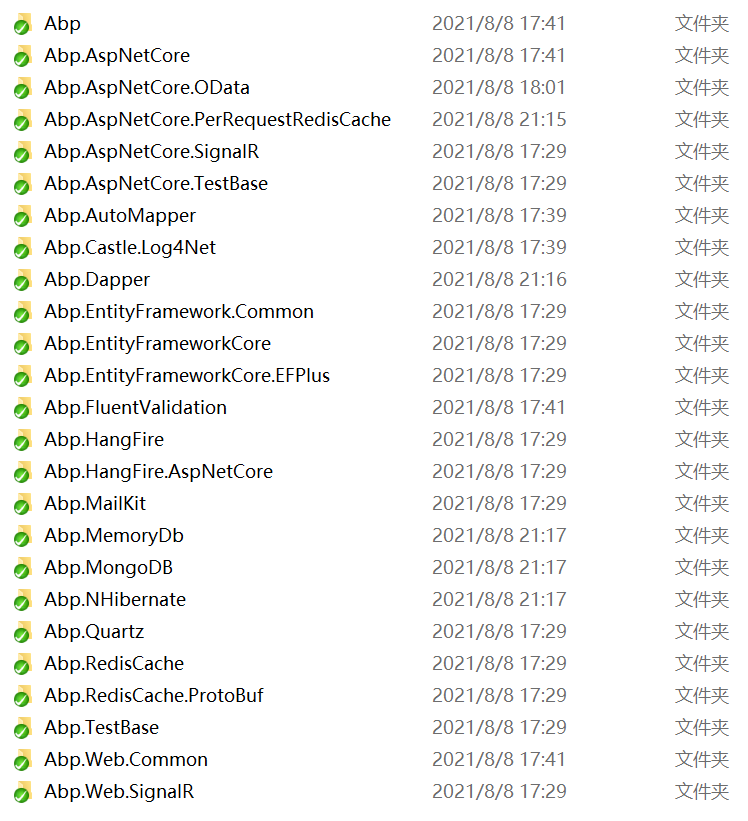 Abp 2021/8/8 17:41 文件夹
Abp.AspNetCore 2021/8/8 17:41 文件夹
Abp.AspNetCore.OData 2021/8/8 18:01 文件夹
Abp.AspNetCore.PerRequestRedisCache 2021/8/8 21:15 文件夹
Abp.AspNetCore.SignalR 2021/8/8 17:29 文件夹
Abp.AspNetCore.TestBase 2021/8/8 17:29 文件夹
Abp.AutoMapper 2021/8/8 17:39 文件夹
Abp.Castle.Log4Net 2021/8/8 17:39 文件夹
Abp.Dapper 2021/8/8 21:16 文件夹
Abp.EntityFramework.Common 2021/8/8 17:29 文件夹
Abp.EntityFrameworkCore 2021/8/8 17:29 文件夹
Abp.EntityFrameworkCore.EFPlus 2021/8/8 17:29 文件夹
Abp.FluentValidation 2021/8/8 17:41 文件夹
Abp.HangFire 2021/8/8 17:29 文件夹
Abp.HangFire.AspNetCore 2021/8/8 17:29 文件夹
Abp.MailKit 2021/8/8 17:29 文件夹
Abp.MemoryDb 2021/8/8 21:17 文件夹
Abp.MongoDB 2021/8/8 21:17 文件夹
Abp.NHibernate 2021/8/8 21:17 文件夹
Abp.Quartz 2021/8/8 17:29 文件夹
Abp.RedisCache 2021/8/8 17:29 文件夹
Abp.RedisCache.ProtoBuf 2021/8/8 17:29 文件夹
Abp.TestBase 2021/8/8 17:29 文件夹
Abp.Web.Common 2021/8/8 17:41 文件夹
Abp.Web.SignalR 2021/8/8 17:29 文件夹